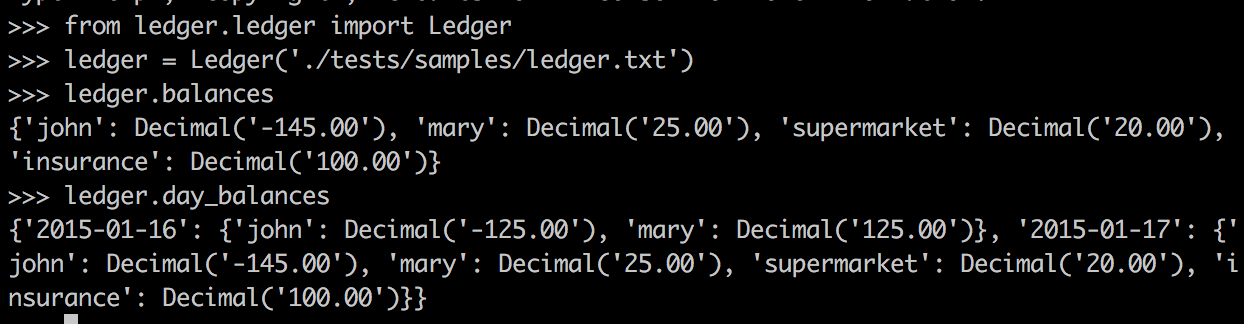 >>> from ledger.ledger import Ledger
>>> ledger = Ledger('./tests/samples/ledger.txt')
>>> ledger.balances
{'john': Decimal('-145.00'), 'mary': Decimal('25.00'), 'supermarket': Decimal('20.00'),
'insurance': Decimal('100.00')}
>>> ledger.day_balances
{'2015-01-16': {'john': Decimal('-125.00'), 'mary': Decimal('125.00')}, '2015-01-17': {'
john': Decimal('-145.00'), 'mary': Decimal('25.00'), 'supermarket': Decimal('20.00'), 'i
nsurance': Decimal('100.00')}}